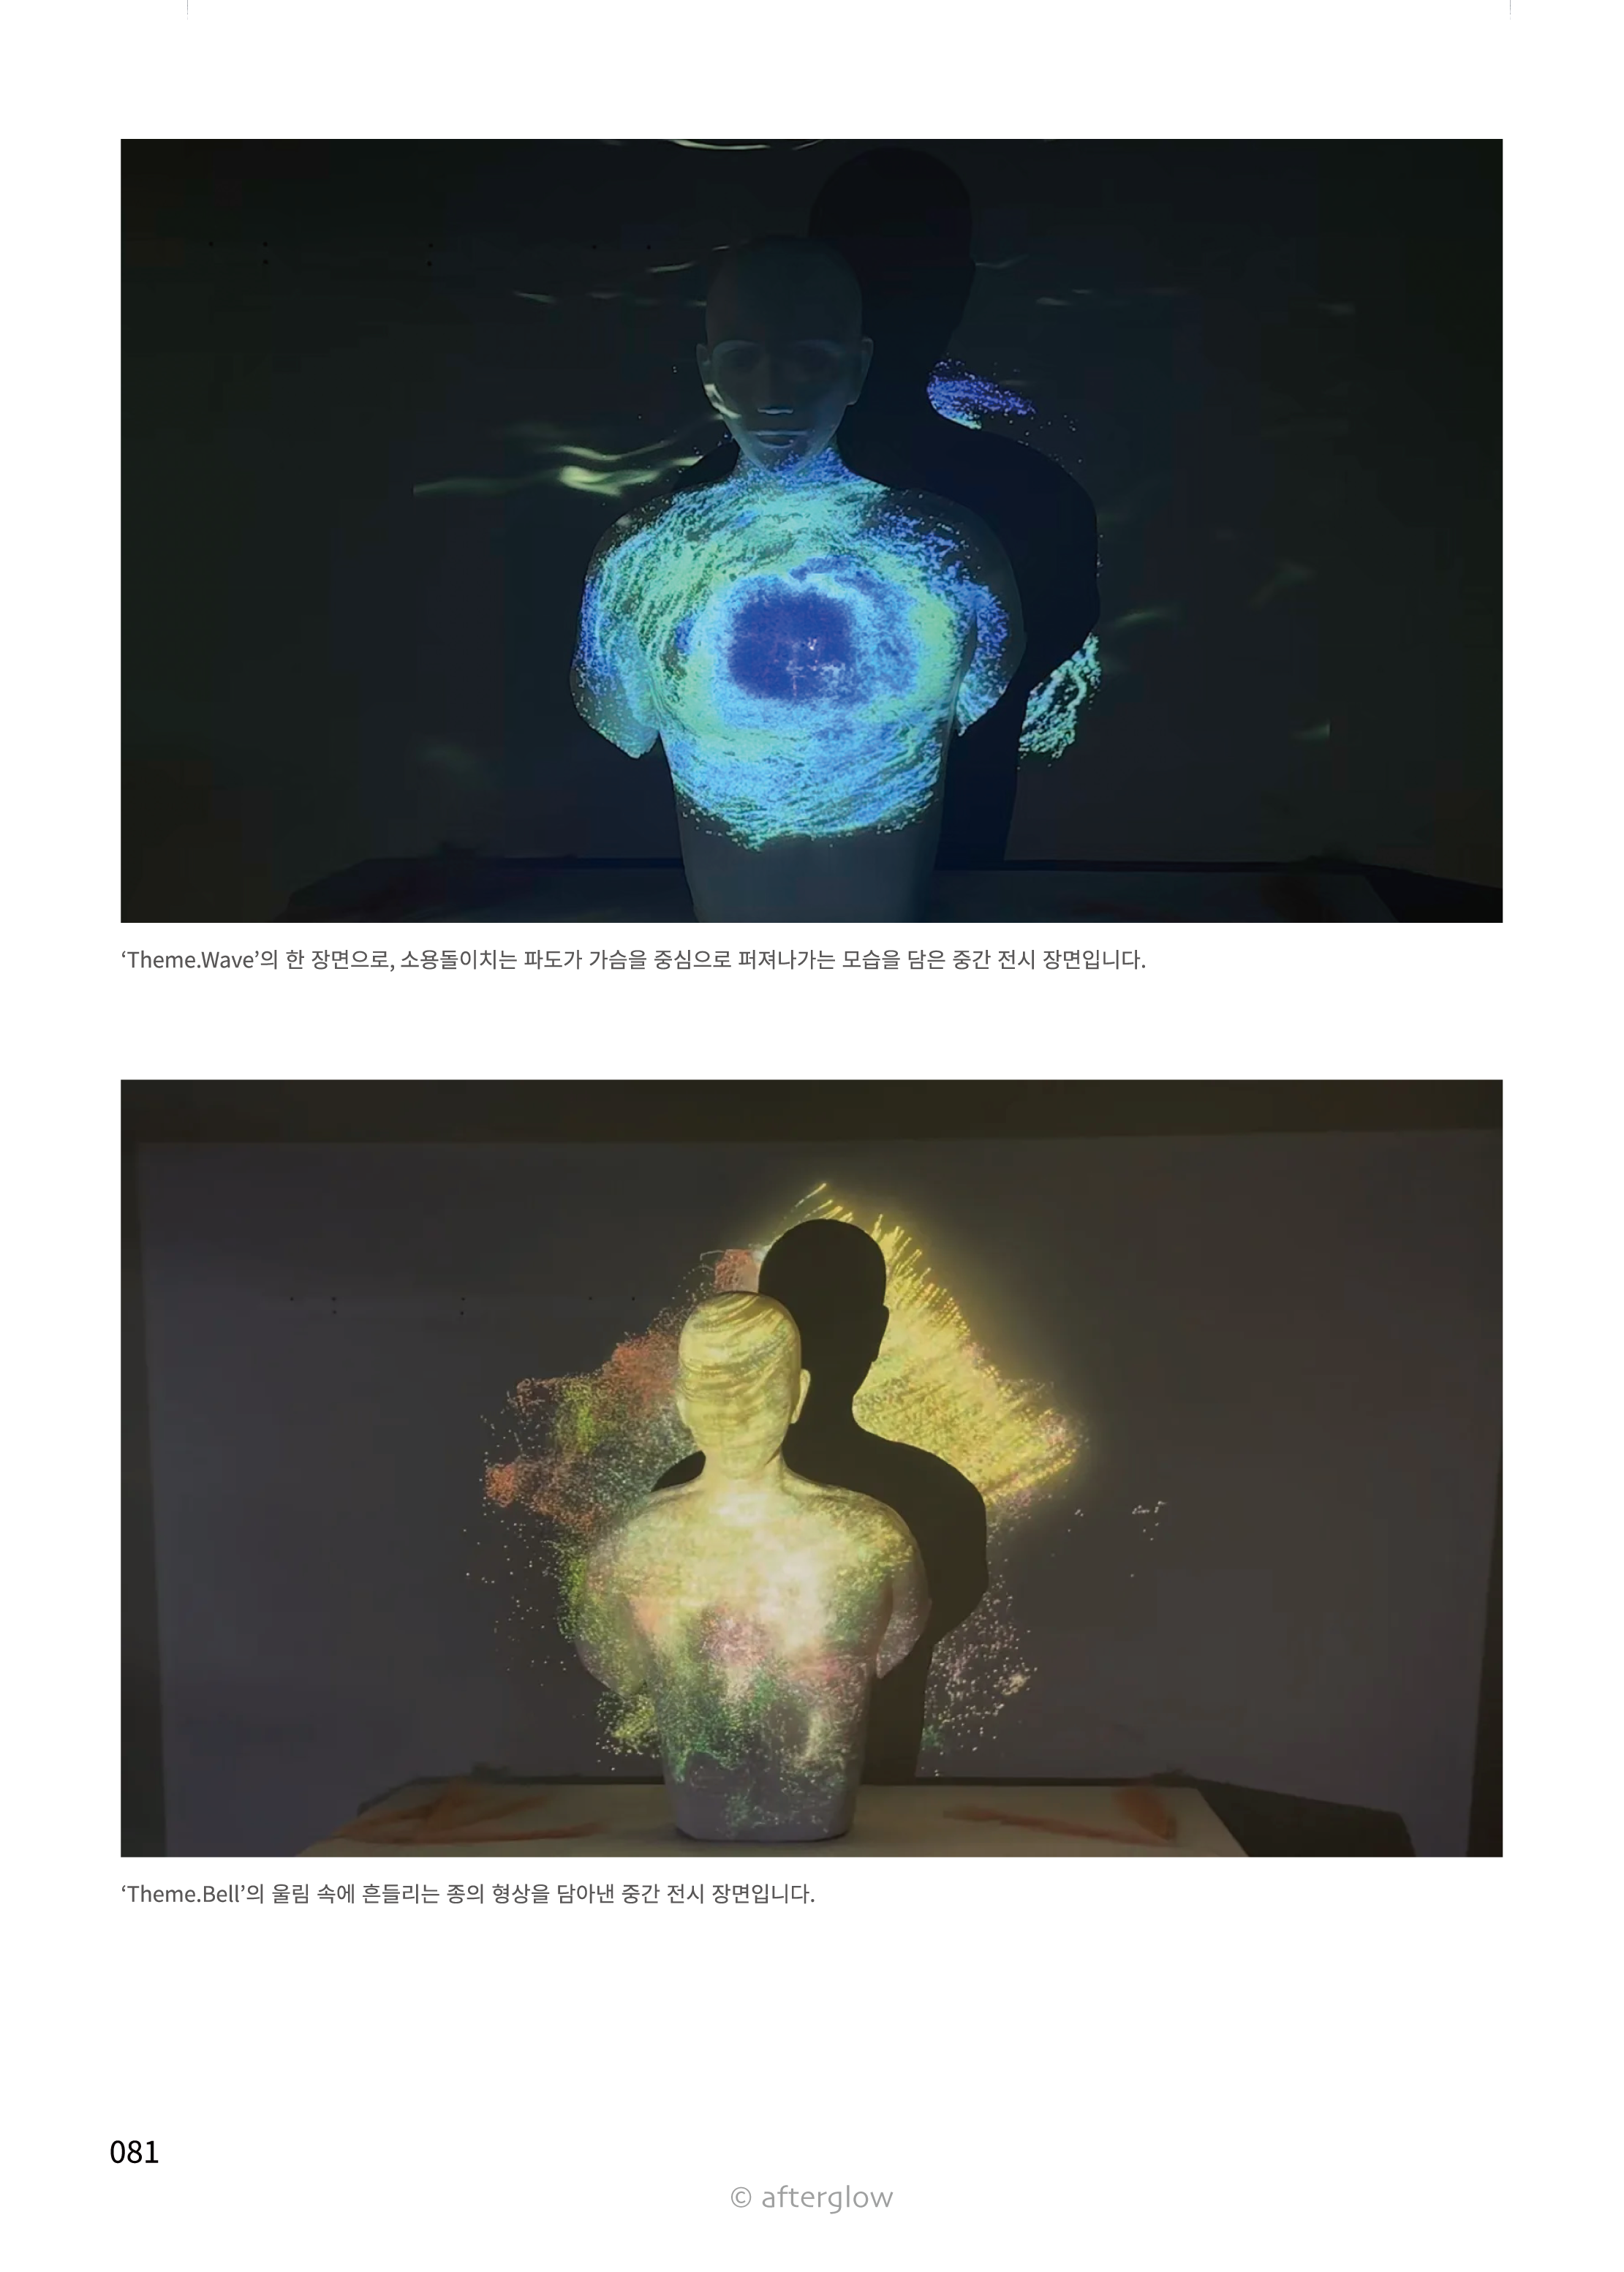 ‘Theme.Wave’의 한 장면으로, 소용돌이치는 파도가 가슴을 중심으로 퍼져나가는 모습을 담은 중간 전시 장면입니다.
‘Theme.Bell’의 울림 속에 흔들리는 종의 형상을 담아낸 중간 전시 장면입니다.
081
© afterglow